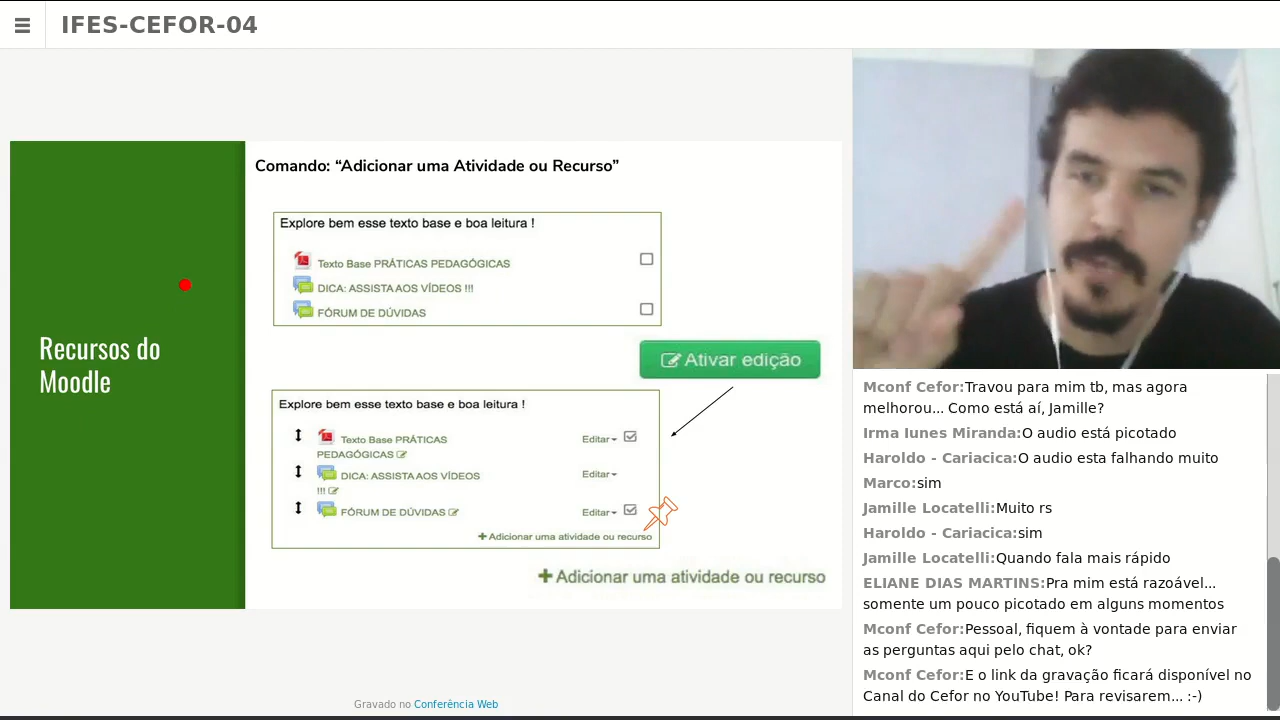 IFES-CEFOR-04
Comando: “Adicionar uma Atividade ou Recurso”
Recursos do
Moodle
Explore bem esse texto base e boa leitura !
Texto Base PRÁTICAS PEDAGÓGICAS
DICA: ASSISTA AOS VÍDEOS !!!
FÓRUM DE DÚVIDAS
Ativar edição
Explore bem esse texto base e boa leitura !
Texto Base PRÁTICAS
PEDAGÓGICAS
Editar
DICA: ASSISTA AOS VÍDEOS
!!!
Editar
FÓRUM DE DÚVIDAS
Editar
Adicionar uma atividade ou recurso
Adicionar uma atividade ou recurso
Gravado no Conferência Web
Mconf Cefor:Travou para mim tb, mas agora
melhorou... Como está aí, Jamille?
Irma Iunes Miranda:O audio está picotado
Haroldo - Cariacica:O audio esta falhando muito
Marco:sim
Jamille Locatelli:Muito rs
Haroldo - Cariacica:sim
Jamille Locatelli:Quando fala mais rápido
ELIANE DIAS MARTINS:Pra mim está razoável...
somente um pouco picotado em alguns momentos
Mconf Cefor:Pessoal, fiquem à vontade para enviar
as perguntas aqui pelo chat, ok?
Mconf Cefor:E o link da gravação ficará disponível no
Canal do Cefor no YouTube! Para revisarem... :-)